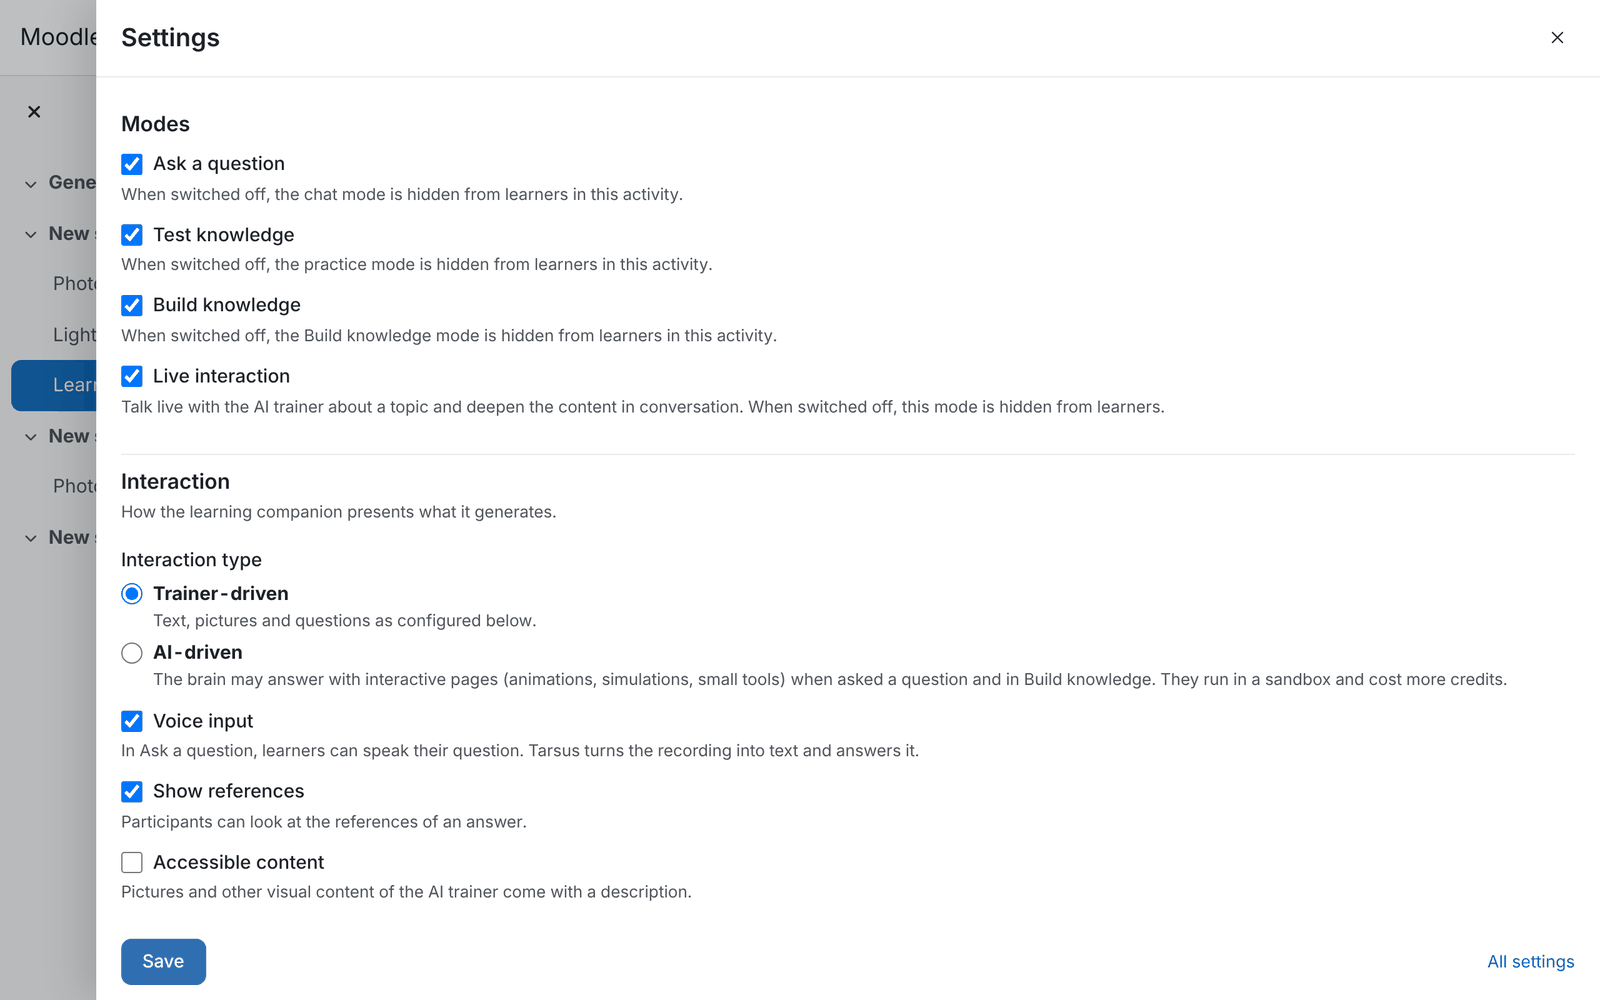 Moodle
Settings
Modes
Ask a question
When switched off, the chat mode is hidden from learners in this activity.
Gene
Test knowledge
New
When switched off, the practice mode is hidden from learners in this activity.
Photo
Build knowledge
Light
When switched off, the Build knowledge mode is hidden from learners in this activity.
Learn
Live interaction
Talk live with the AI trainer about a topic and deepen the content in conversation. When switched off, this mode is hidden from learners.
New
Interaction
Photo
How the learning companion presents what it generates.
New
Interaction type
Trainer-driven
Text, pictures and questions as configured below.
AI-driven
The brain may answer with interactive pages (animations, simulations, small tools) when asked a question and in Build knowledge. They run in a sandbox and cost more credits.
Voice input
In Ask a question, learners can speak their question. Tarsus turns the recording into text and answers it.
Show references
Participants can look at the references of an answer.
Accessible content
Pictures and other visual content of the AI trainer come with a description.
Save
All settings